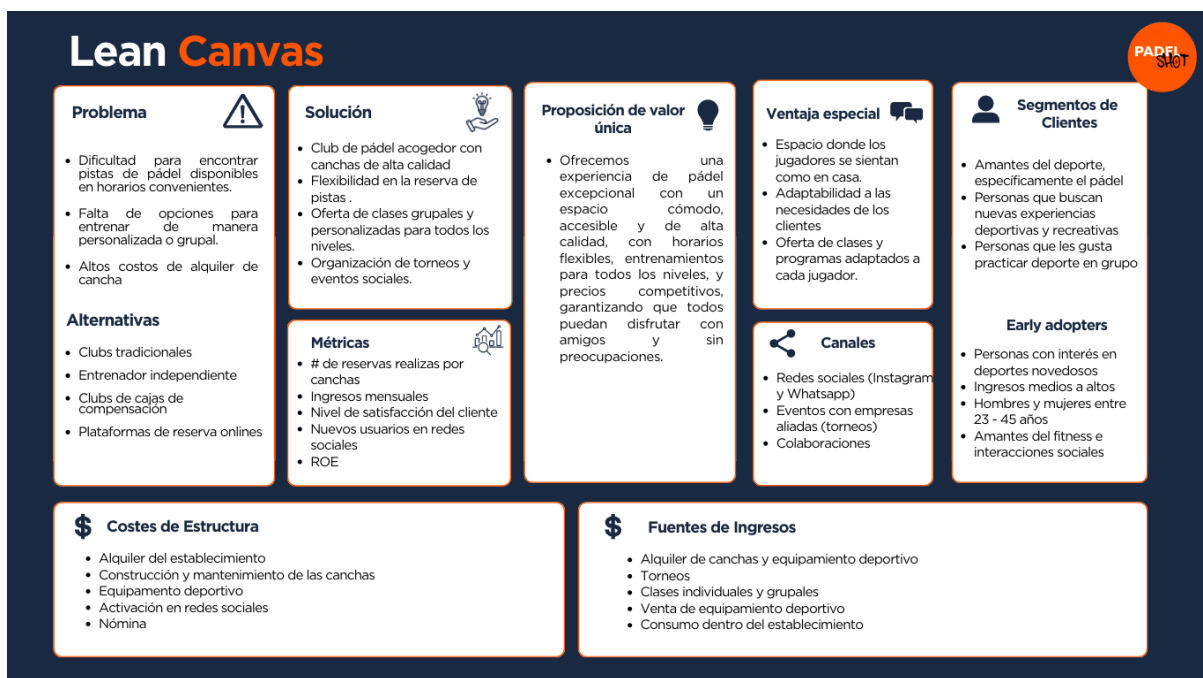 Lean Canvas
PADEL
SHOT
Problema
• Dificultad para encontrar
pistas de pádel disponibles
en horarios convenientes.
• Falta de opciones para
entrenar de manera
personalizada o grupal.
• Altos costos de alquiler de
cancha
Alternativas
• Clubs tradicionales
• Entrenador independiente
• Clubs de cajas de
compensación
• Plataformas de reserva onlines
Solución
• Club de pádel acogedor con
canchas de alta calidad
• Flexibilidad en la reserva de
pistas .
• Oferta de clases grupales y
personalizadas para todos los
niveles.
• Organización de torneos y
eventos sociales.
Métricas
• # de reservas realizas por
canchas
• Ingresos mensuales
• Nivel de satisfacción del cliente
• Nuevos usuarios en redes
sociales
• ROE
Proposición de valor
única
• Ofrecemos una
experiencia de pádel
excepcional con un
espacio cómodo,
accesible y de alta
calidad, con horarios
flexibles, entrenamientos
para todos los niveles, y
precios competitivos,
garantizando que todos
puedan disfrutar con
amigos y sin
preocupaciones.
Ventaja especial
• Espacio donde los
jugadores se sientan
como en casa.
• Adaptabilidad a las
necesidades de los
clientes
• Oferta de clases y
programas adaptados a
cada jugador.
Canales
• Redes sociales (Instagram
y Whatsapp)
• Eventos con empresas
aliadas (torneos)
• Colaboraciones
Segmentos de
Clientes
• Amantes del deporte,
específicamente el pádel
• Personas que buscan
nuevas experiencias
deportivas y recreativas
• Personas que les gusta
practicar deporte en grupo
Early adopters
• Personas con interés en
deportes novedosos
• Ingresos medios a altos
• Hombres y mujeres entre
23 - 45 años
• Amantes del fitness e
interacciones sociales
$ Costes de Estructura
• Alquiler del establecimiento
• Construcción y mantenimiento de las canchas
• Equipamento deportivo
• Activación en redes sociales
• Nómina
$ Fuentes de Ingresos
• Alquiler de canchas y equipamiento deportivo
• Torneos
• Clases individuales y grupales
• Venta de equipamiento deportivo
• Consumo dentro del establecimiento